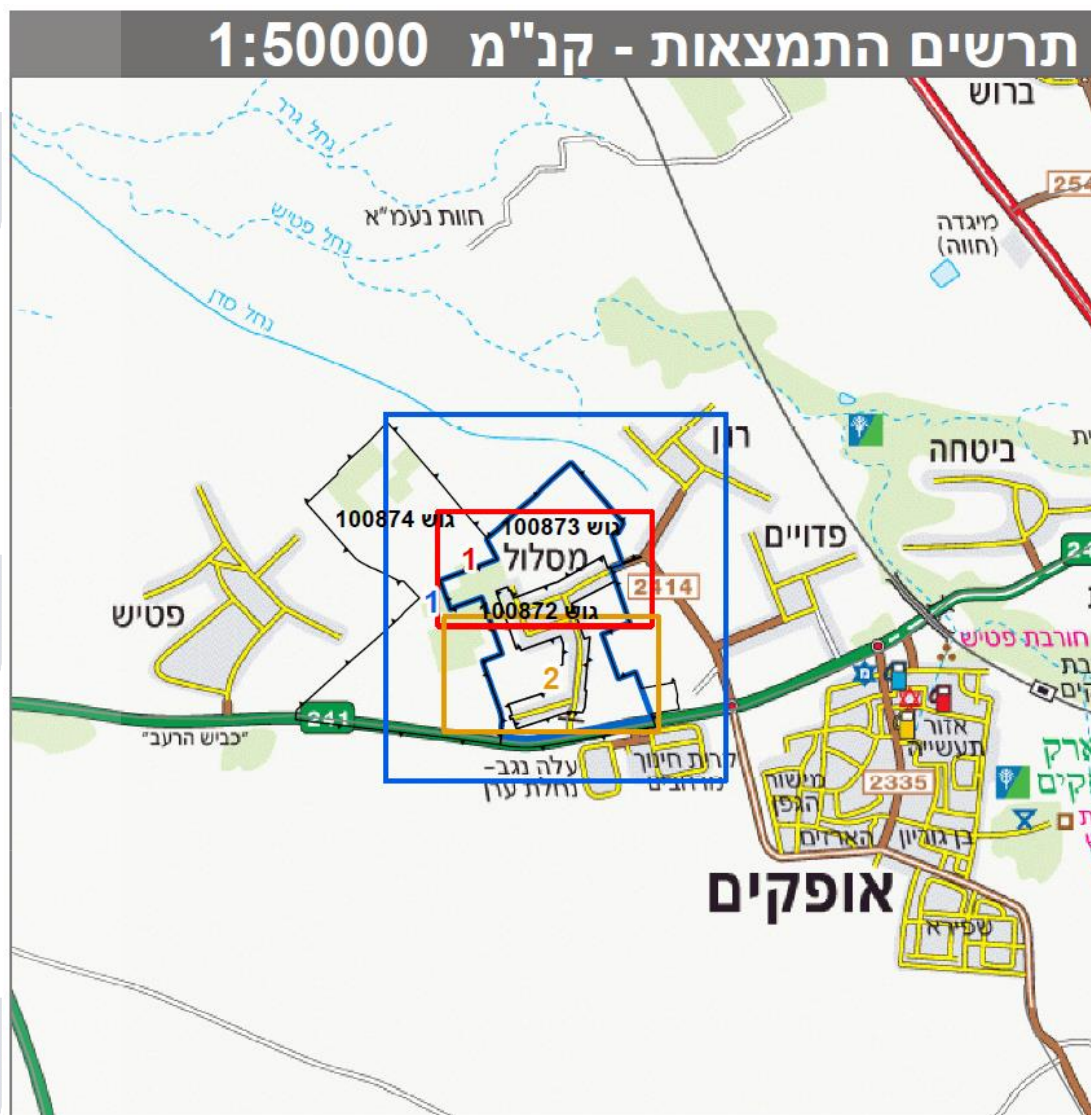 תרשים התמצאות - קנ"מ 1:50000
ברוש
נחל גרר
254
חוות נעמ"א
נחל פטיש
מיגדה
(חווה)
נחל סדן
רנן
ביטחה
גוש 100874
גוש 100873
פדויים
1
מסלול
2414
1
גוש 100872
פטיש
חורבת פטיש
2
241
"כביש הרעב"
אזור
תעשייה
עלה נגב-
נחלת ערן
קרית חינוך
מרחבים
מישור
הגפן
2335
הארזים
בן גוריון
אופקים
שפירא